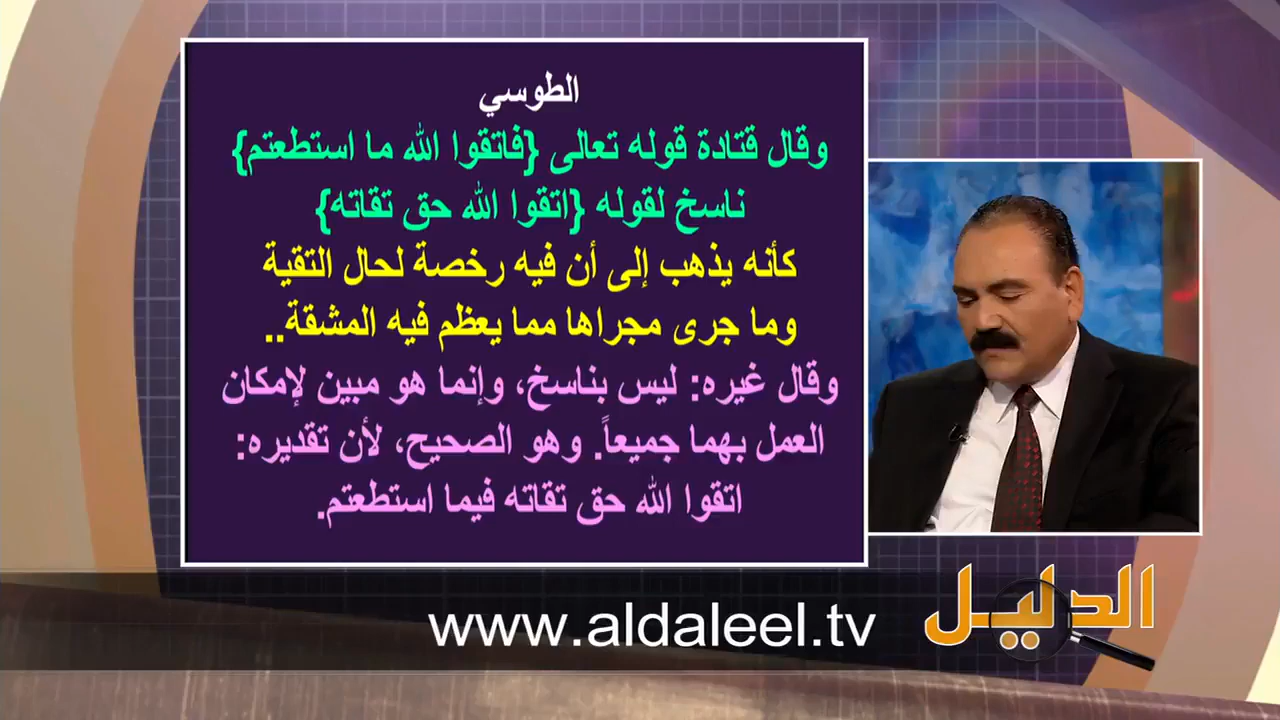 الطوسي
وقال قتادة قوله تعالى {فاتقوا الله ما استطعتم}
ناسخ لقوله {اتقوا الله حق تقاته}
كأنه يذهب إلى أن فيه رخصة لحال التقية
وما جرى مجراها مما يعظم فيه المشقة..
وقال غيره: ليس بناسخ، وإنما هو مبين لإمكان
العمل بهما جميعاً. وهو الصحيح، لأن تقديره:
اتقوا الله حق تقاته فيما استطعتم.
الدليل
www.aldaleel.tv